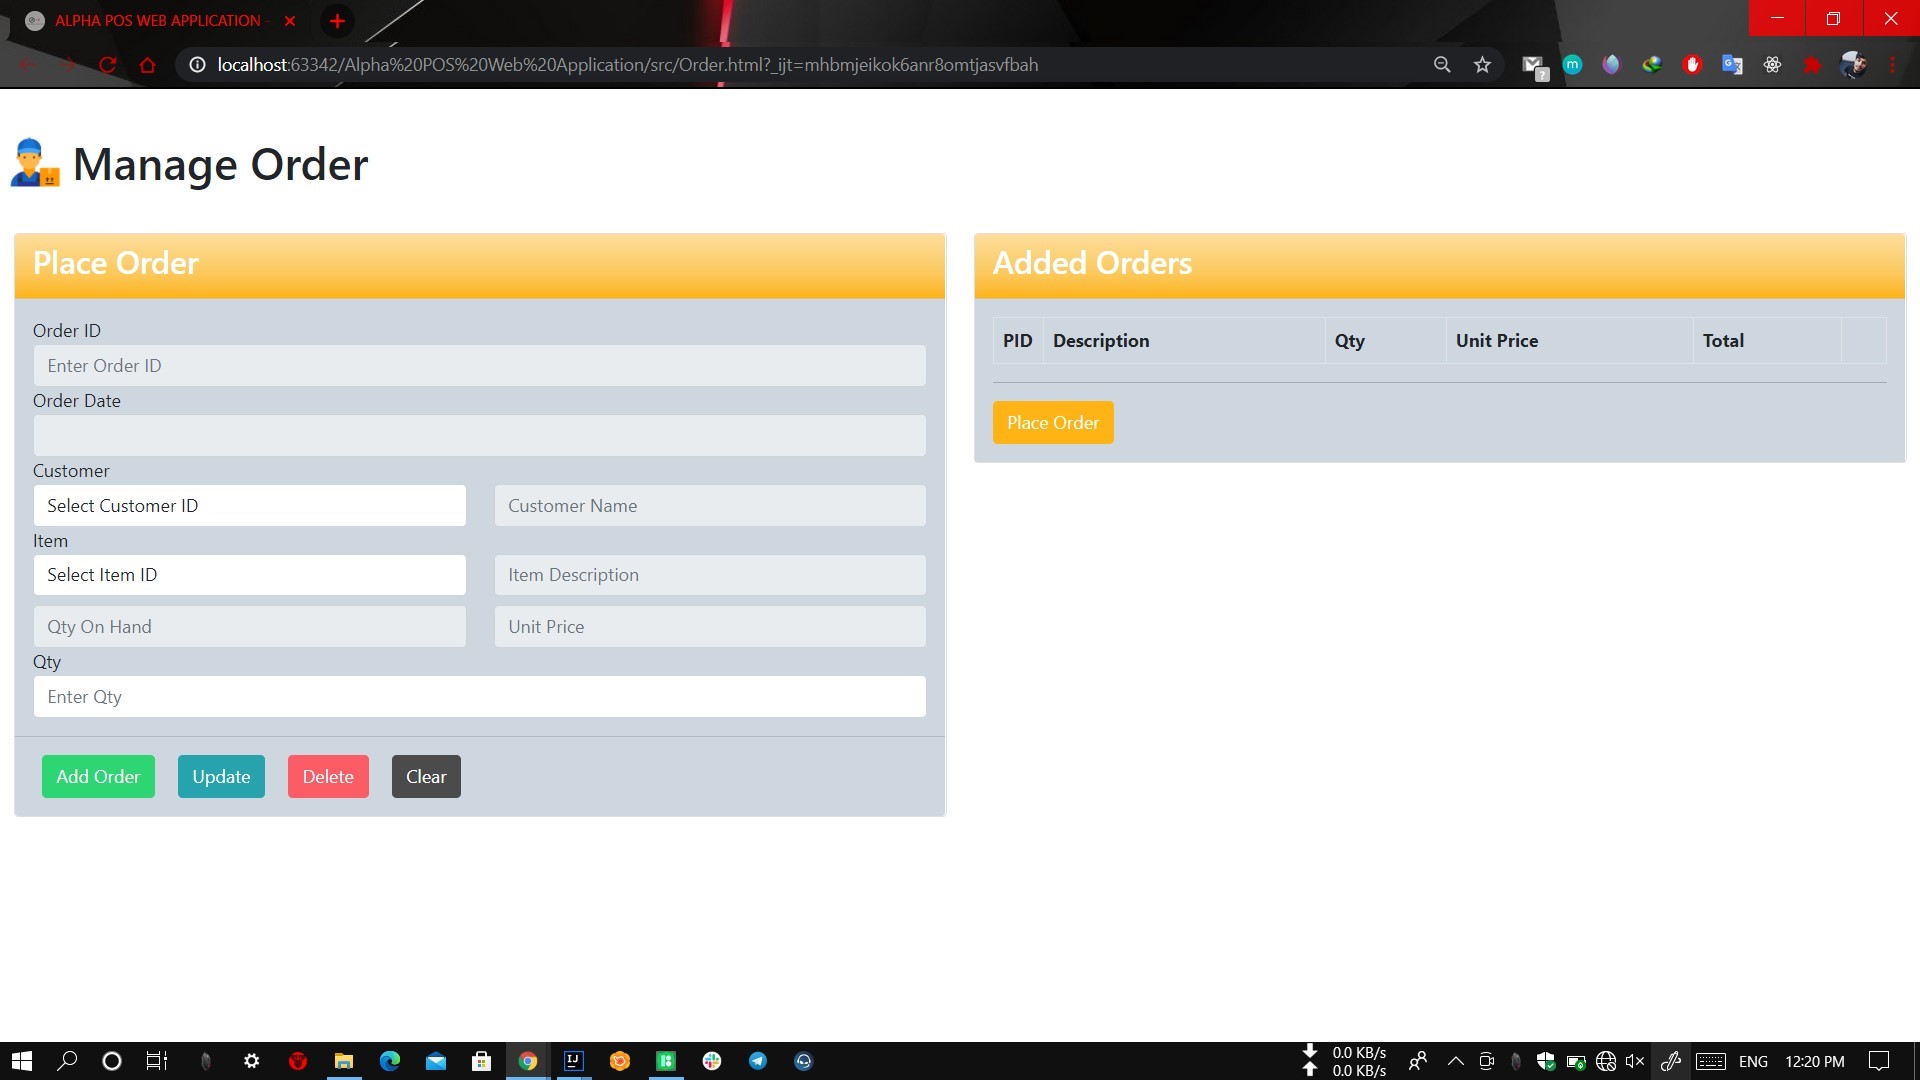 ALPHA POS WEB APPLICATION
localhost:63342/Alpha%20POS%20Web%20Application/src/Order.html?_ijt=mhbmjeikok6anr8omtjasvfbah
Manage Order
Place Order
Order ID
Enter Order ID
Order Date
Customer
Select Customer ID Customer Name
Item
Select Item ID Item Description
Qty On Hand Unit Price
Qty
Enter Qty
Add Order Update Delete Clear
Added Orders
PID Description Qty Unit Price Total
Place Order
0.0 KB/s
0.0 KB/s
ENG 12:20 PM